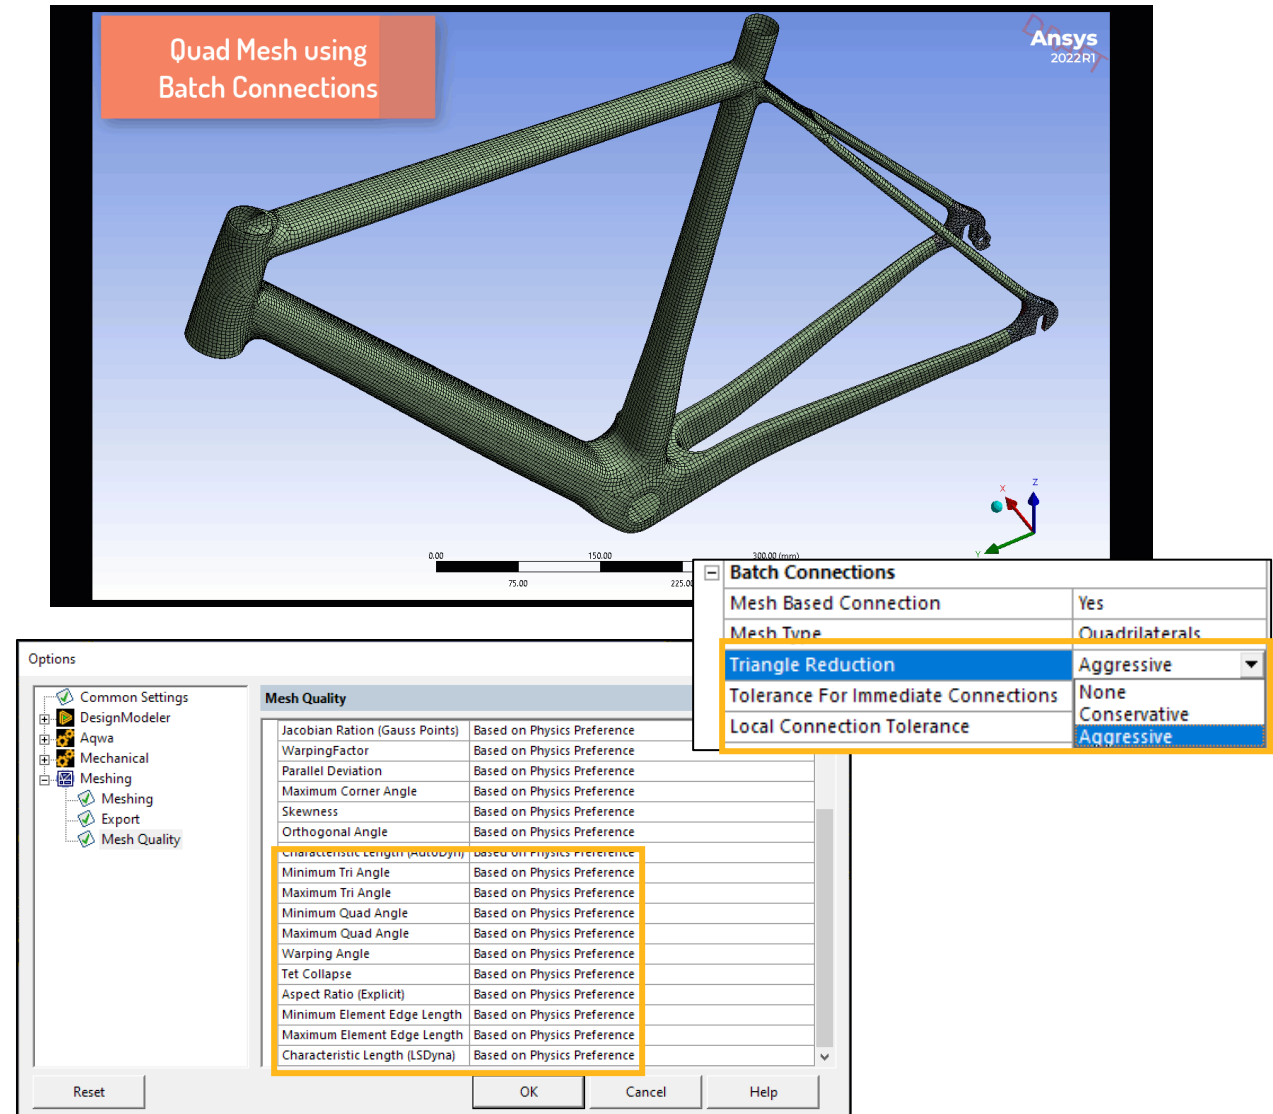 Quad Mesh using
Batch Connections
DRAFT
Ansys
2022R1
X
Z
Y
0.00
150.00
300.00 (mm)
75.00
225.00
Batch Connections
Mesh Based Connection Yes
Mesh Type Quadrilaterals
Triangle Reduction Aggressive
Tolerance For Immediate Connections
None
Conservative
Local Connection Tolerance
Aggressive
Options
Common Settings
DesignModeler
Aqwa
Mechanical
Meshing
Meshing
Export
Mesh Quality
Mesh Quality
Jacobian Ration (Gauss Points) Based on Physics Preference
WarpingFactor Based on Physics Preference
Parallel Deviation Based on Physics Preference
Maximum Corner Angle Based on Physics Preference
Skewness Based on Physics Preference
Orthogonal Angle Based on Physics Preference
Characteristic Length (AutoDyn) Based on Physics Preference
Minimum Tri Angle Based on Physics Preference
Maximum Tri Angle Based on Physics Preference
Minimum Quad Angle Based on Physics Preference
Maximum Quad Angle Based on Physics Preference
Warping Angle Based on Physics Preference
Tet Collapse Based on Physics Preference
Aspect Ratio (Explicit) Based on Physics Preference
Minimum Element Edge Length Based on Physics Preference
Maximum Element Edge Length Based on Physics Preference
Characteristic Length (LSDyna) Based on Physics Preference
Reset
OK
Cancel
Help